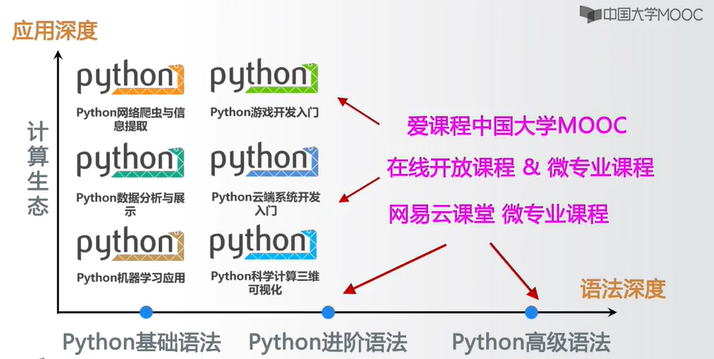 中国大学MOOC
应用深度
计算生态
python
Python网络爬虫与信
息提取
python
Python游戏开发入门
python
Python数据分析与展
示
python
Python云端系统开发
入门
python
Python机器学习应用
python
Python科学计算三维
可视化
爱课程中国大学MOOC
在线开放课程 & 微专业课程
网易云课堂 微专业课程
语法深度
Python基础语法
Python进阶语法
Python高级语法